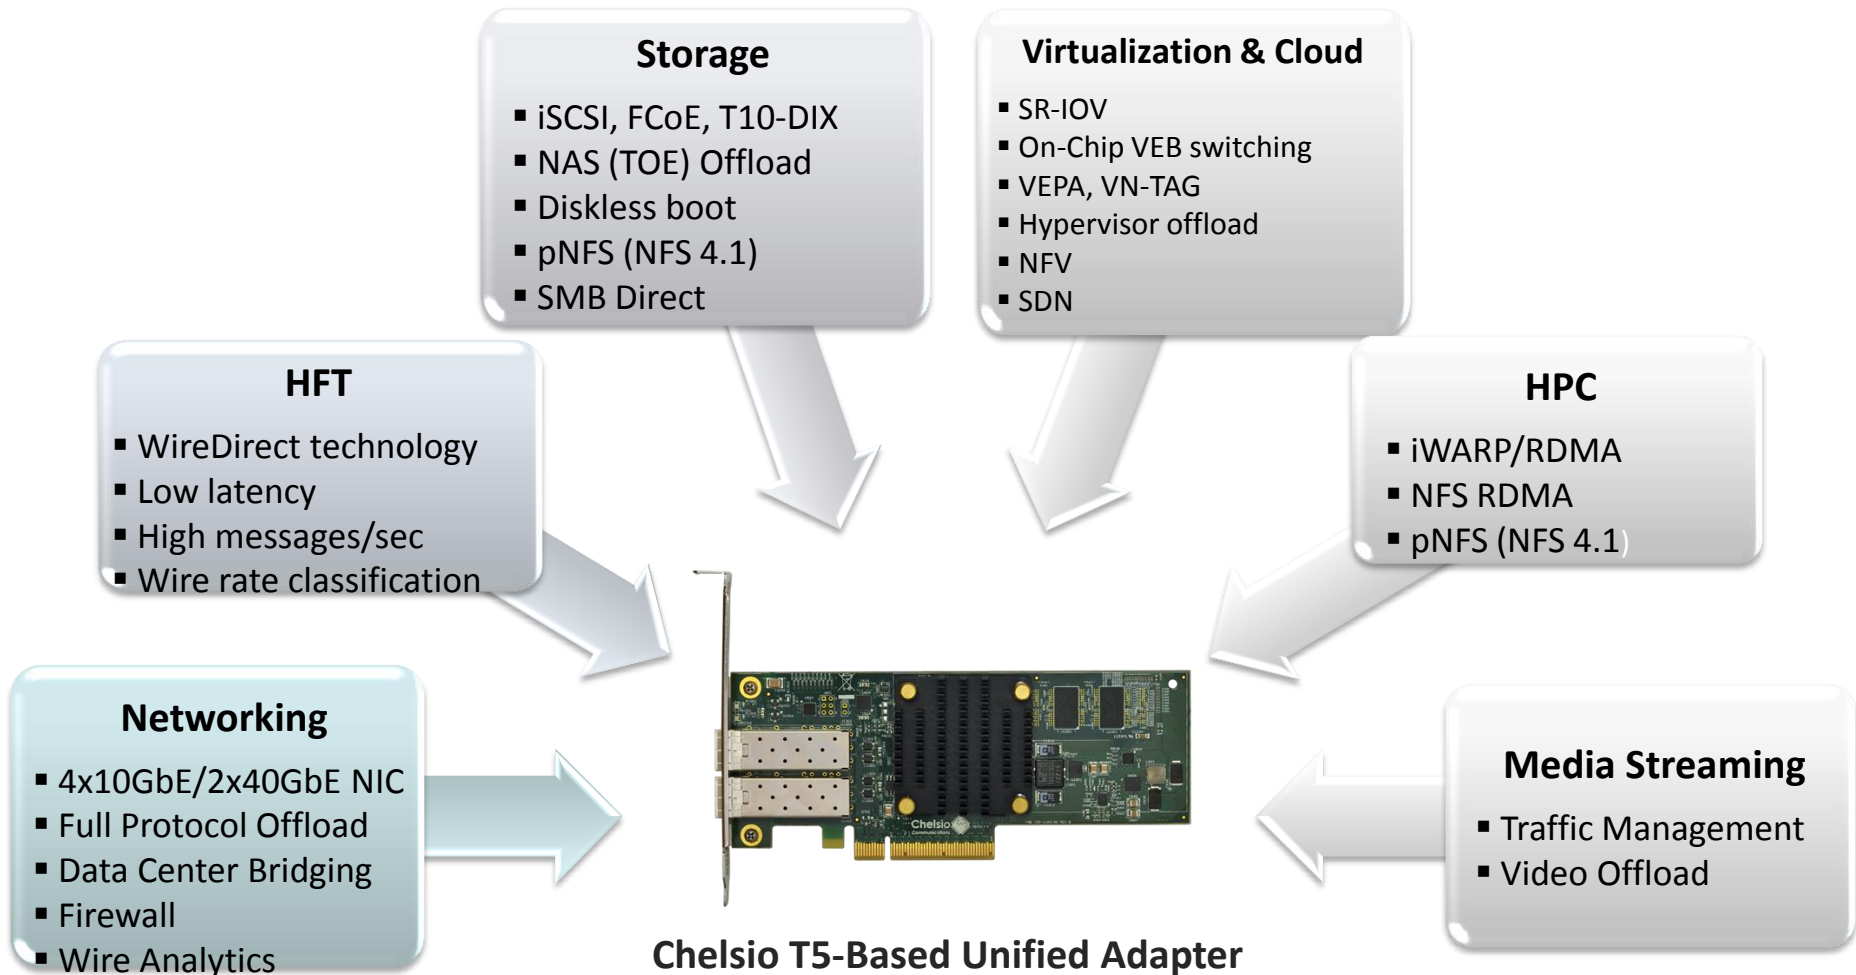 Storage
▪ iSCSI, FCoE, T10-DIX
▪ NAS (TOE) Offload
▪ Diskless boot
▪ pNFS (NFS 4.1)
▪ SMB Direct
Virtualization & Cloud
▪ SR-IOV
▪ On-Chip VEB switching
▪ VEPA, VN-TAG
▪ Hypervisor offload
▪ NFV
▪ SDN
HFT
▪ WireDirect technology
▪ Low latency
▪ High messages/sec
▪ Wire rate classification
HPC
▪ iWARP/RDMA
▪ NFS RDMA
▪ pNFS (NFS 4.1)
Networking
▪ 4x10GbE/2x40GbE NIC
▪ Full Protocol Offload
▪ Data Center Bridging
▪ Firewall
▪ Wire Analytics
Media Streaming
▪ Traffic Management
▪ Video Offload
Chelsio
Communications
Chelsio T5-Based Unified Adapter